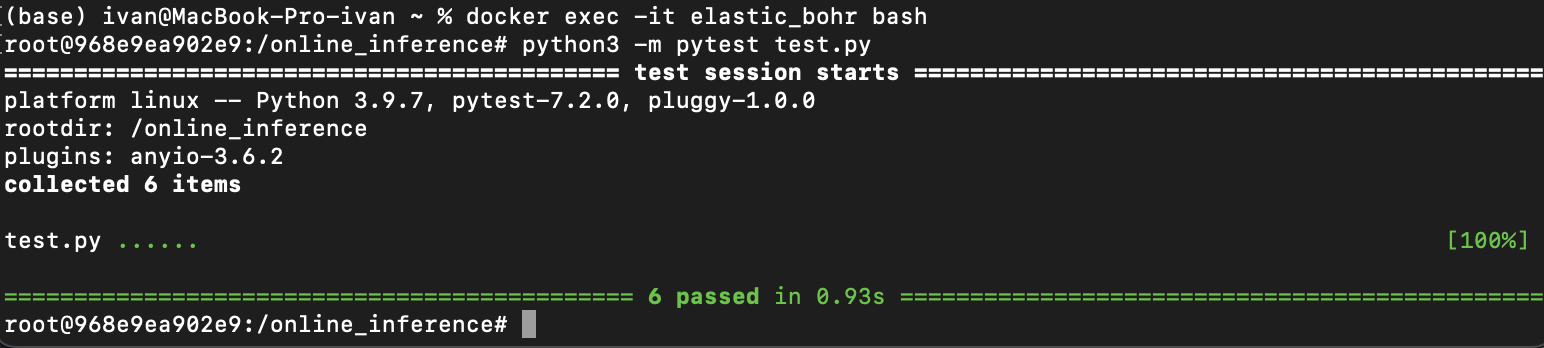 (base) ivan@MacBook-Pro-ivan ~ % docker exec -it elastic_bohr bash
root@968e9ea902e9:/online_inference# python3 -m pytest test.py
============================================ test session starts =============================================
platform linux -- Python 3.9.7, pytest-7.2.0, pluggy-1.0.0
rootdir: /online_inference
plugins: anyio-3.6.2
collected 6 items
test.py ...... [100%]
============================================= 6 passed in 0.93s ==============================================
root@968e9ea902e9:/online_inference#